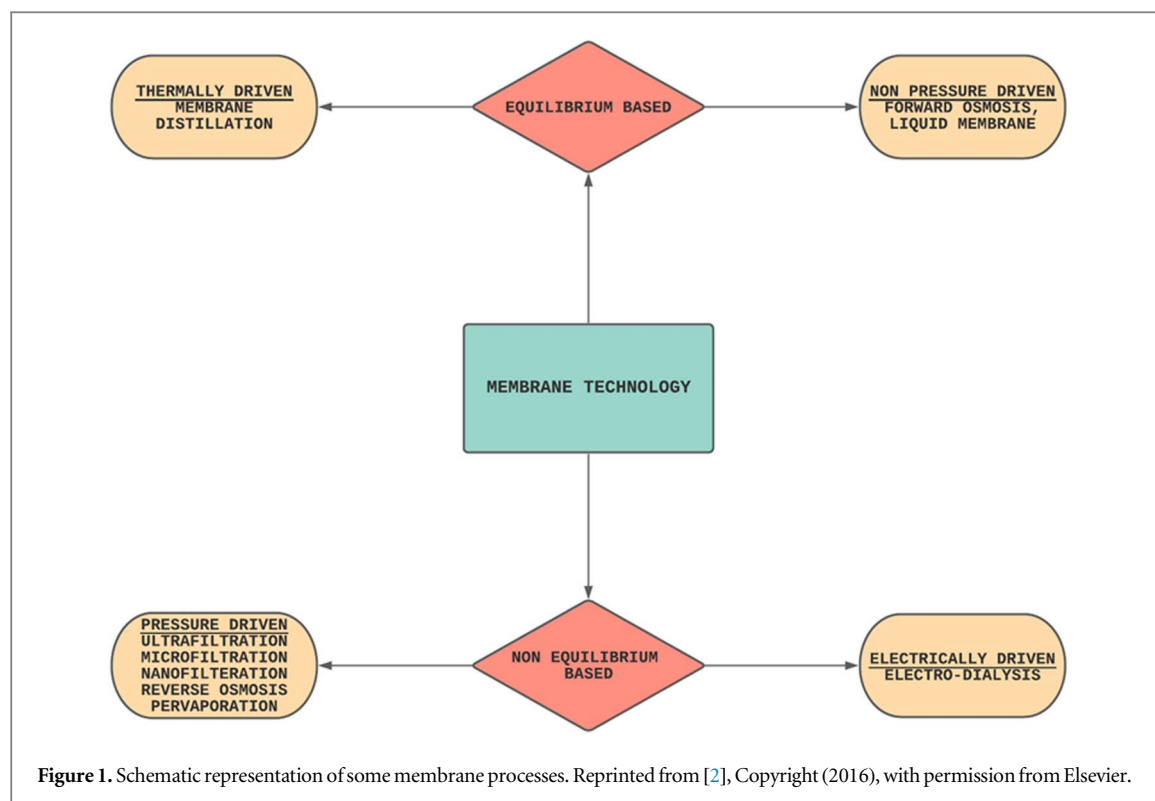 THERMALLY DRIVEN
MEMBRANE
DISTILLATION
EQUILIBRIUM BASED
NON PRESSURE DRIVEN
FORWARD OSMOSIS,
LIQUID MEMBRANE
MEMBRANE TECHNOLOGY
PRESSURE DRIVEN
ULTRAFILTRATION
MICROFILTRATION
NANOFILTERATION
REVERSE OSMOSIS
PERVAPORATION
NON EQUILIBRIUM
BASED
ELECTRICALLY DRIVEN
ELECTRO-DIALYSIS
Figure 1. Schematic representation of some membrane processes. Reprinted from [2], Copyright (2016), with permission from Elsevier.